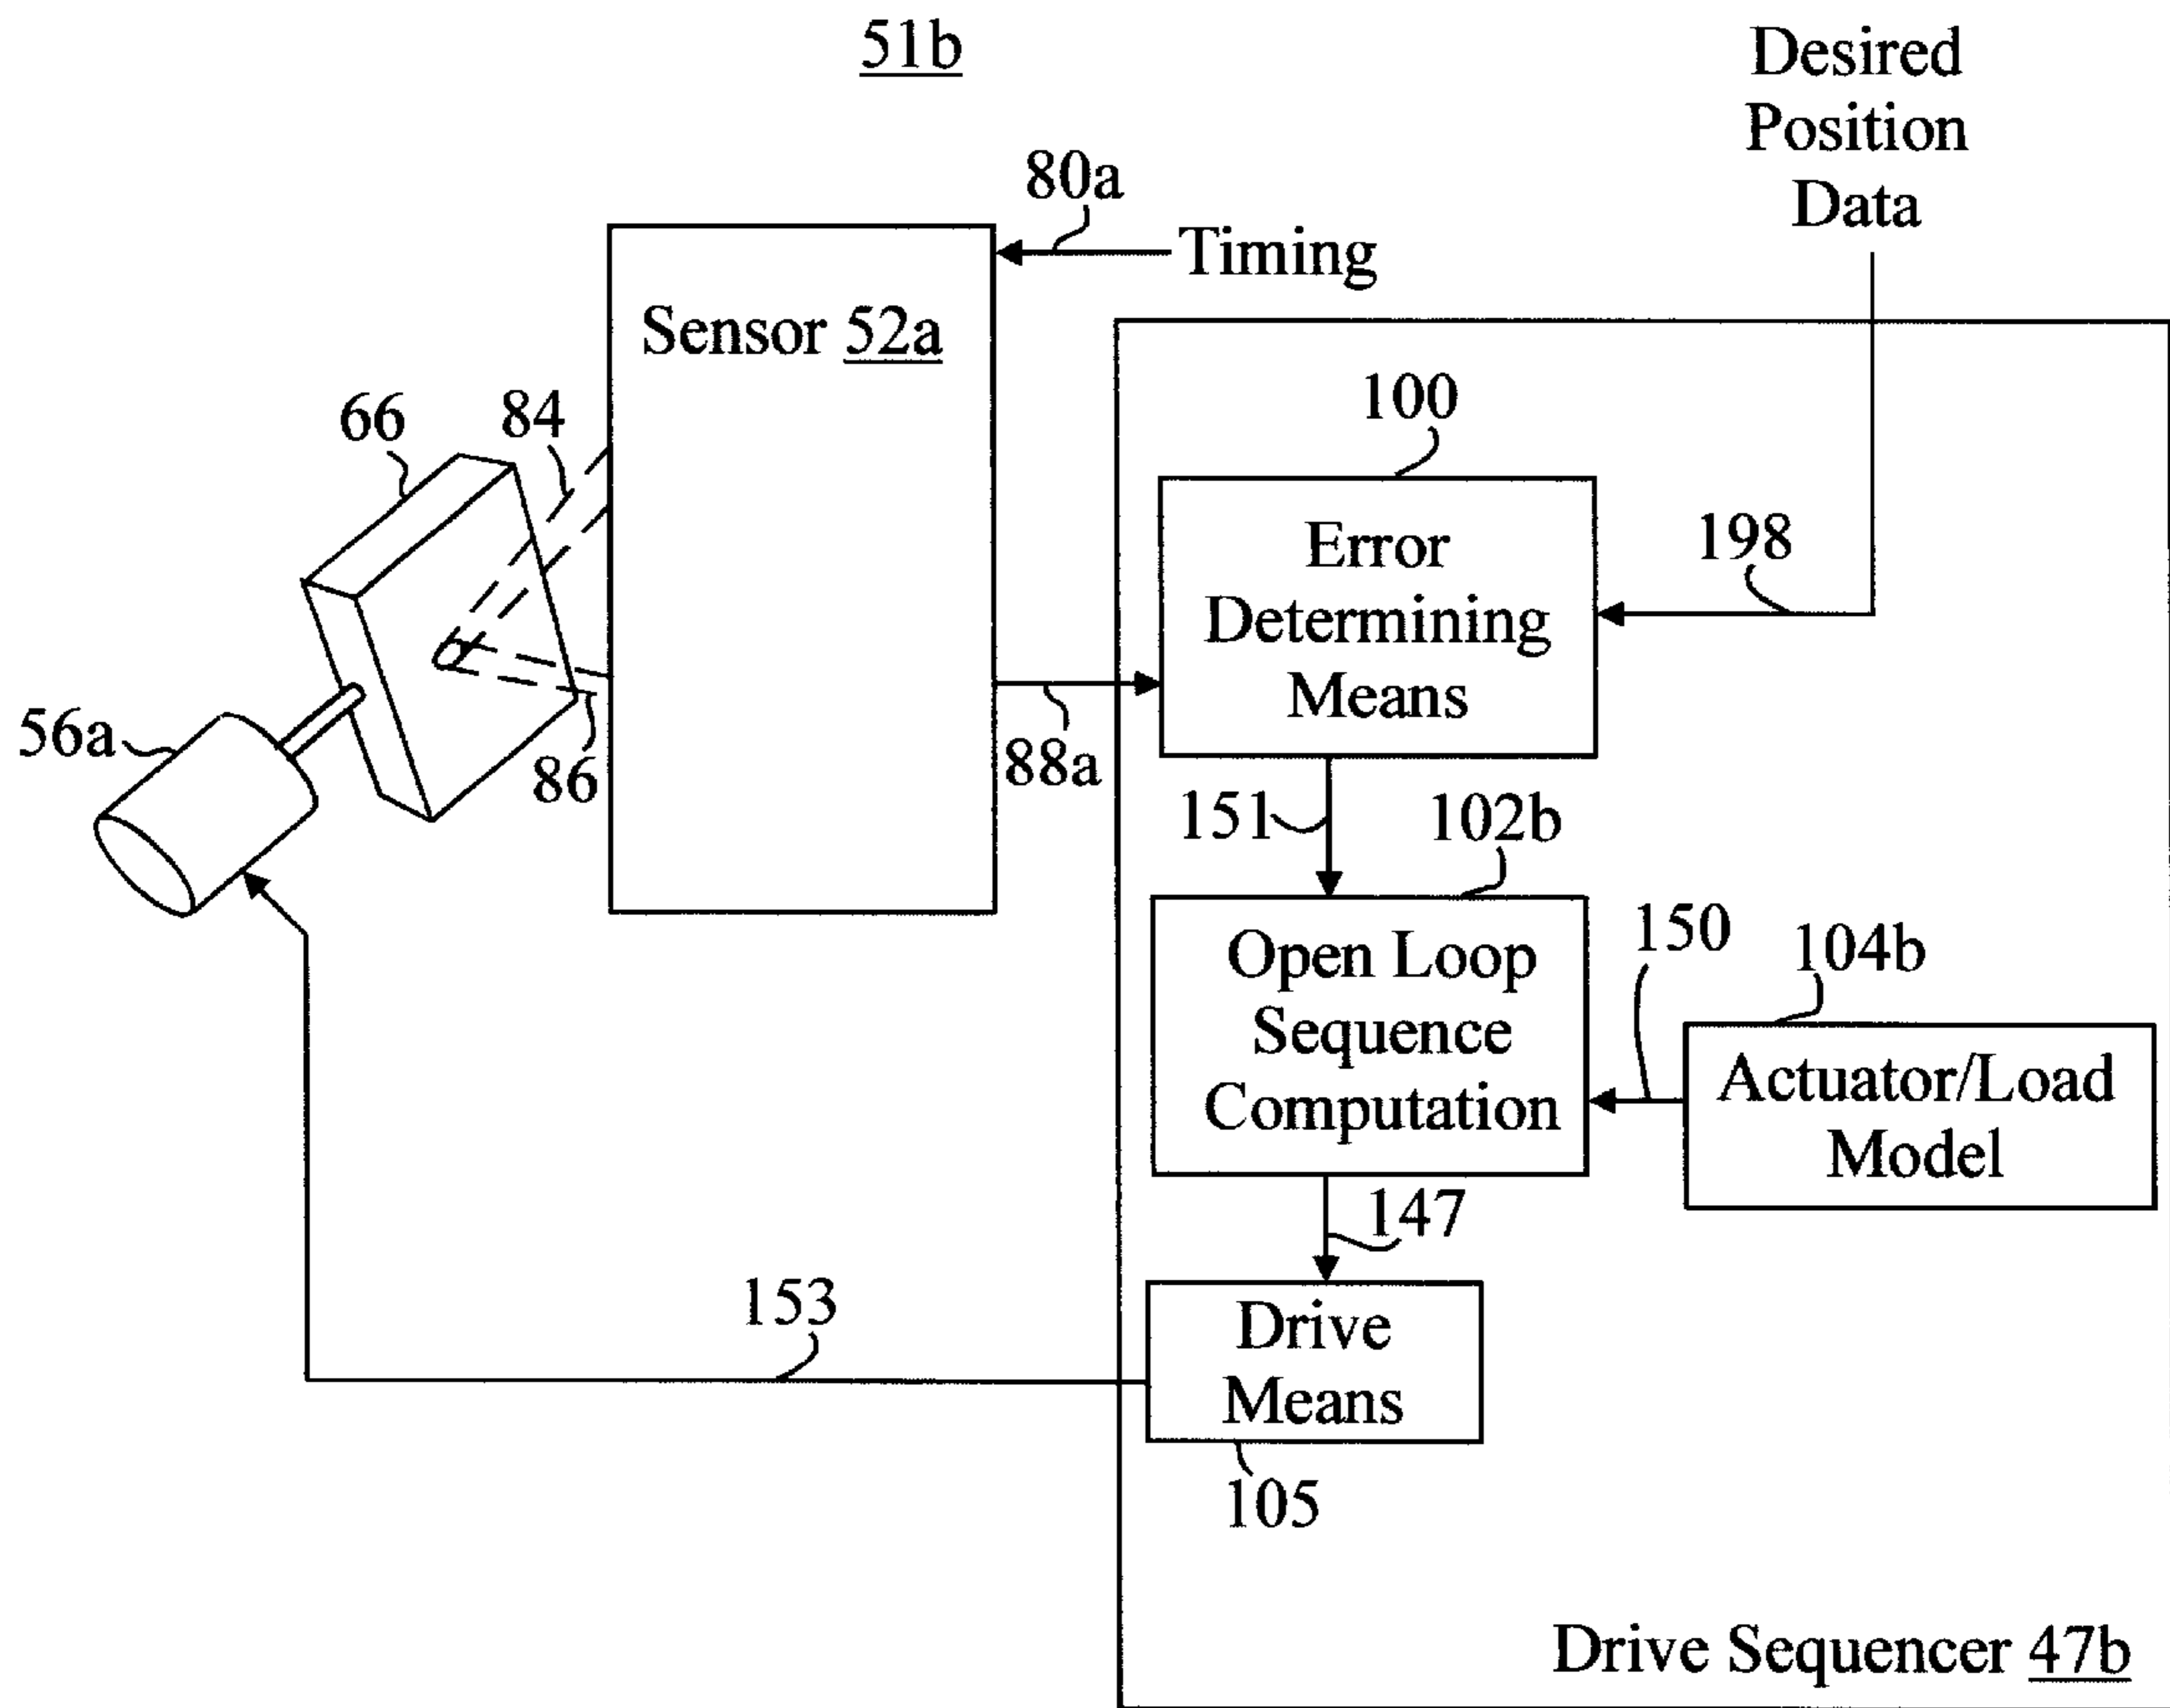 51b
Desired
Position
Data
80a
Timing
Sensor 52a
66
84
100
Error
Determining
Means
198
56a
86
88a
151
102b
Open Loop
Sequence
Computation
150
104b
Actuator/Load
Model
147
153
Drive
Means
105
Drive Sequencer 47b